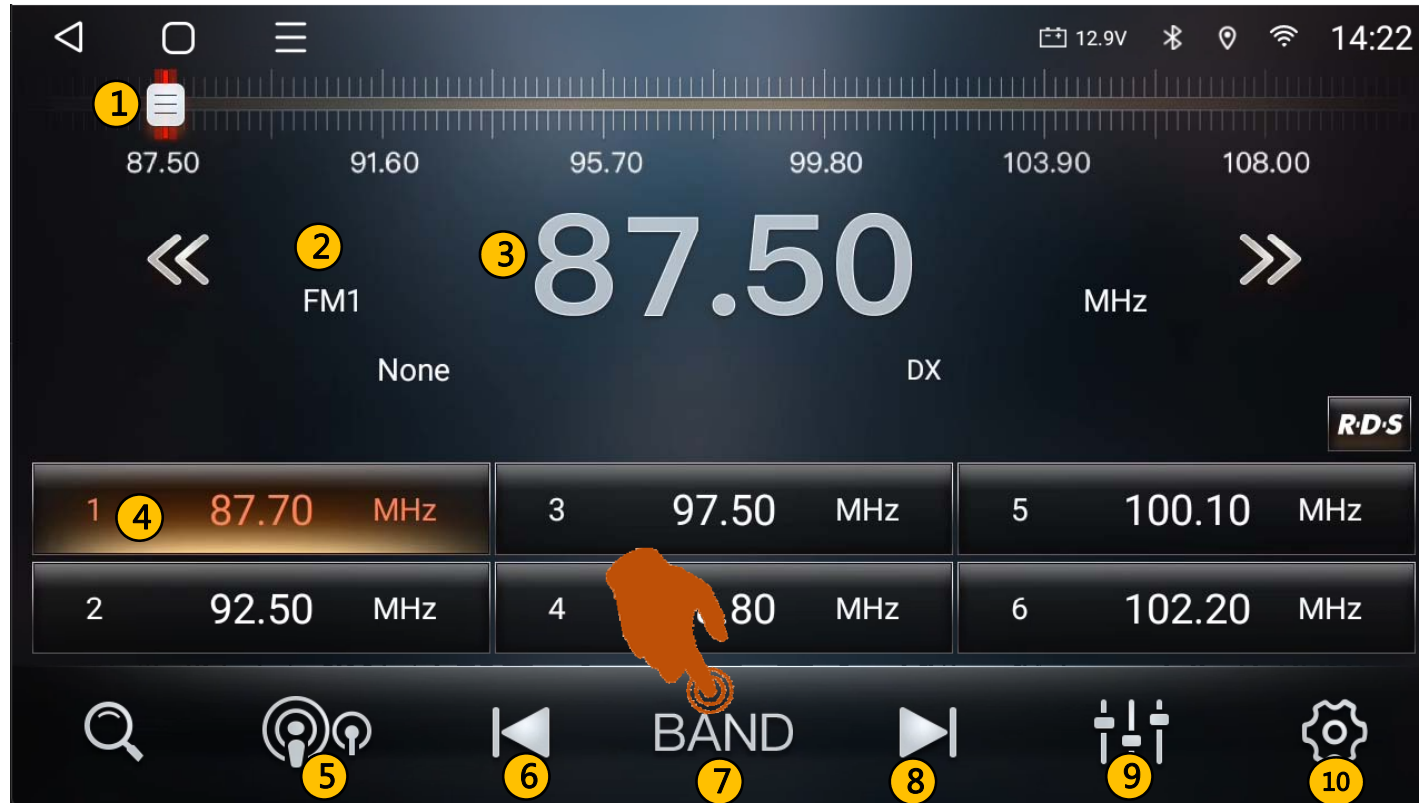 12.9V 14:22
1
87.50 91.60 95.70 99.80 103.90 108.00
2 3 87.50
FM1 MHz
None DX
R·D·S
1 4 87.70 MHz 3 97.50 MHz 5 100.10 MHz
2 92.50 MHz 4 .80 MHz 6 102.20 MHz
BAND
5 6 7 8 9 10